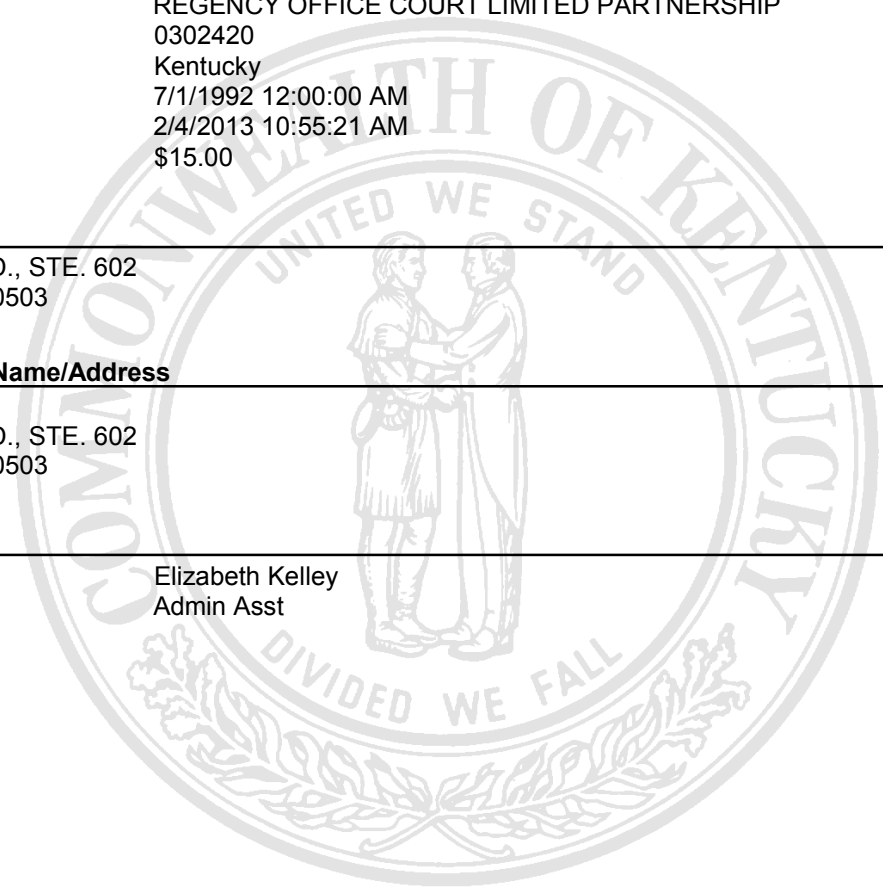 REGENCY OFFICE COURT LIMITED PARTNERSHIP
0302420
Kentucky
7/1/1992 12:00:00 AM
2/4/2013 10:55:21 AM
$15.00
COMMONWEALTH OF KENTUCKY
UNITED WE STAND
D., STE. 602
0503
Name/Address
D., STE. 602
0503
Elizabeth Kelley
Admin Asst
DIVIDED WE FALL